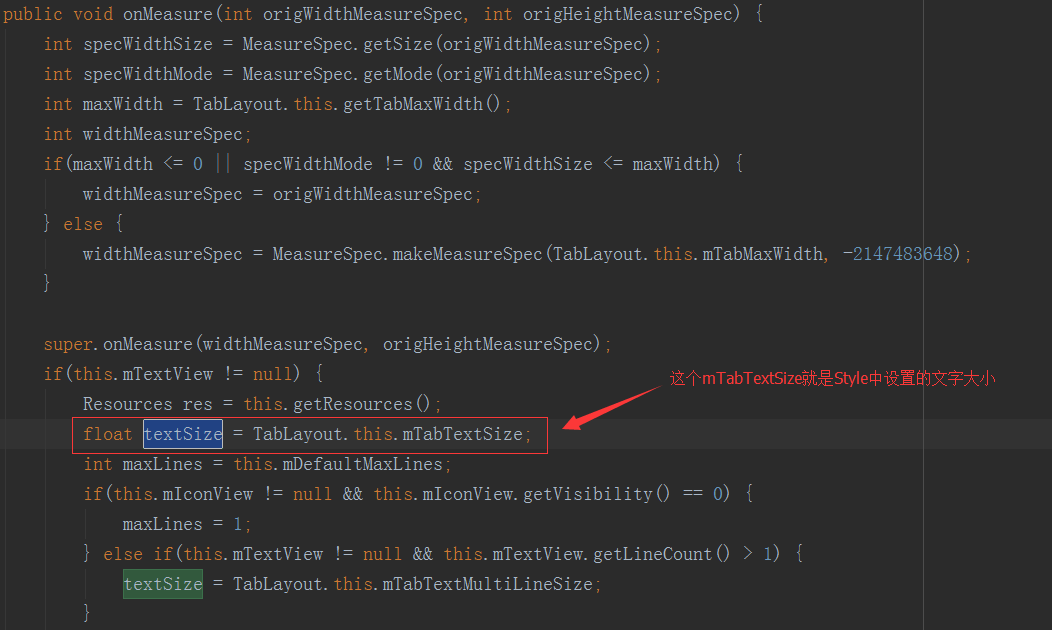 public void onMeasure(int origWidthMeasureSpec, int origHeightMeasureSpec) {
int specWidthSize = MeasureSpec.getSize(origWidthMeasureSpec);
int specWidthMode = MeasureSpec.getMode(origWidthMeasureSpec);
int maxWidth = TabLayout.this.getTabMaxWidth();
int widthMeasureSpec;
if(maxWidth <= 0 || specWidthMode != 0 && specWidthSize <= maxWidth) {
widthMeasureSpec = origWidthMeasureSpec;
} else {
widthMeasureSpec = MeasureSpec.makeMeasureSpec(TabLayout.this.mTabMaxWidth, -2147483648);
}
super.onMeasure(widthMeasureSpec, origHeightMeasureSpec);
if(this.mTextView != null) {
这个mTabTextSize就是Style中设置的文字大小
Resources res = this.getResources();
float textSize = TabLayout.this.mTabTextSize;
int maxLines = this.mDefaultMaxLines;
if(this.mIconView != null && this.mIconView.getVisibility() == 0) {
maxLines = 1;
} else if(this.mTextView != null && this.mTextView.getLineCount() > 1) {
textSize = TabLayout.this.mTabTextMultiLineSize;
}